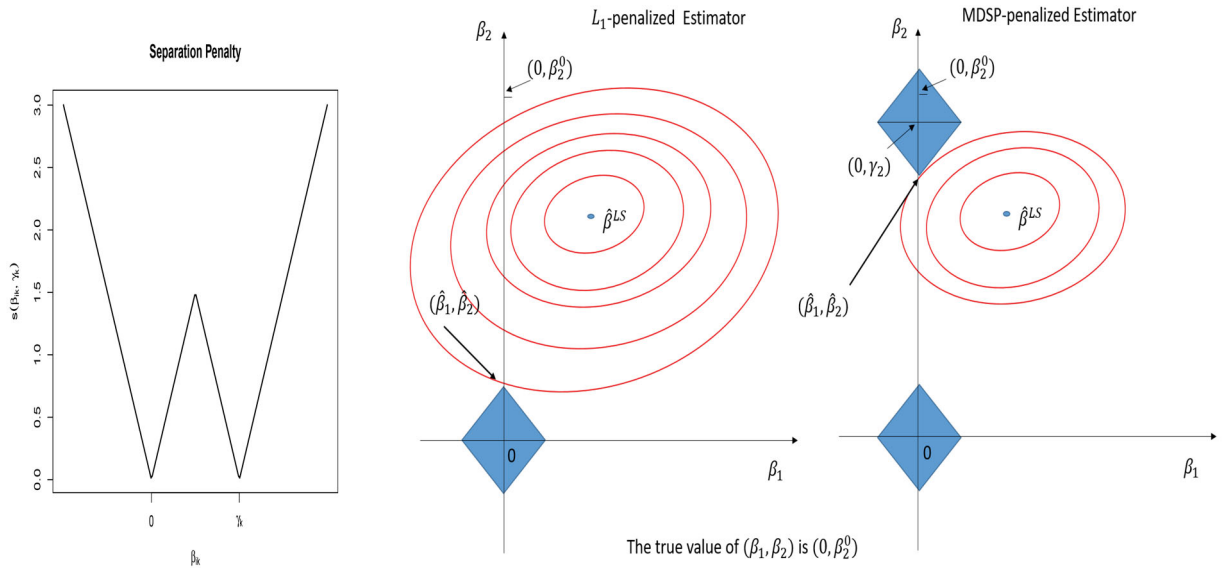 Separation Penalty
s(βᵢₖ, γₖ)
3.0
2.5
2.0
1.5
1.0
0.5
0.0
0
γₖ
βᵢₖ
L₁-penalized Estimator
β₂
(0, β₂⁰)
β̂ᴸˢ
(β̂₁, β̂₂)
0
β₁
MDSP-penalized Estimator
β₂
(0, β₂⁰)
(0, γ₂)
β̂ᴸˢ
(β̂₁, β̂₂)
0
β₁
The true value of (β₁, β₂) is (0, β₂⁰)